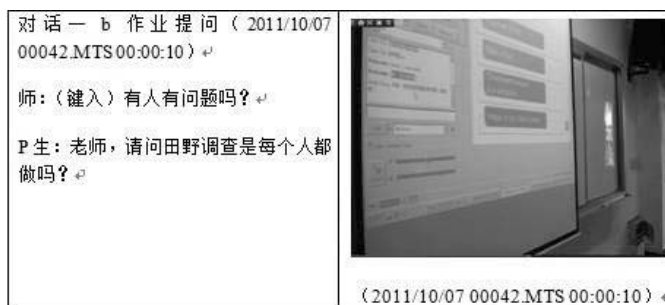 对话一 b 作业提问（2011/10/07
00042.MTS 00:00:10）
师：（键入）有人有问题吗？
P 生：老师，请问田野调查是每个人都
做吗？
（2011/10/07 00042.MTS 00:00:10）